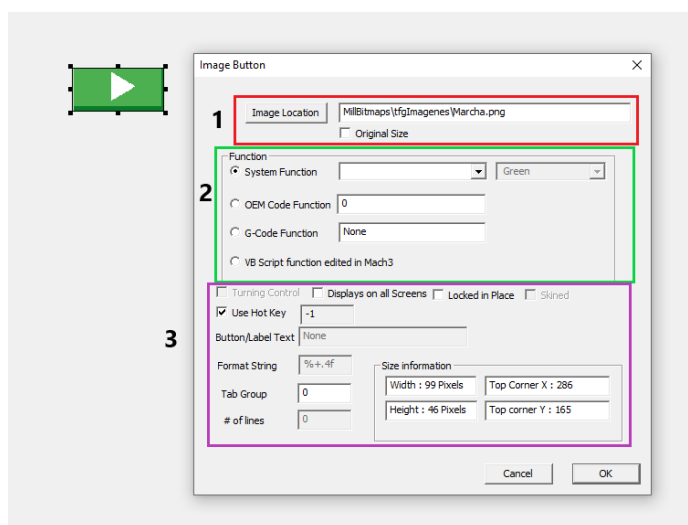 Image Button
1
Image Location MillBitmaps\tfgImagenes\Marcha.png
Original Size
Function
System Function Green
2
OEM Code Function 0
G-Code Function None
VB Script function edited in Mach3
Turning Control Displays on all Screens Locked in Place Skined
Use Hot Key -1
3
Button/Label Text None
Format String %+.4f Size information
Width : 99 Pixels Top Corner X : 286
Tab Group 0
Height : 46 Pixels Top corner Y : 165
# of lines 0
Cancel OK